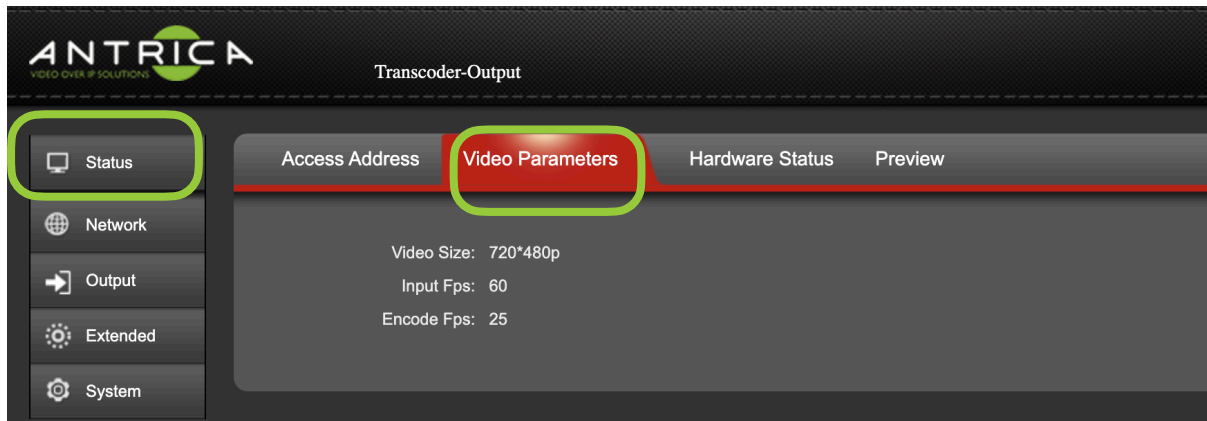 ANTRICA
VIDEO OVER IP SOLUTIONS
Transcoder-Output
Status
Network
Output
Extended
System
Access Address Video Parameters Hardware Status Preview
Video Size: 720*480p
Input Fps: 60
Encode Fps: 25